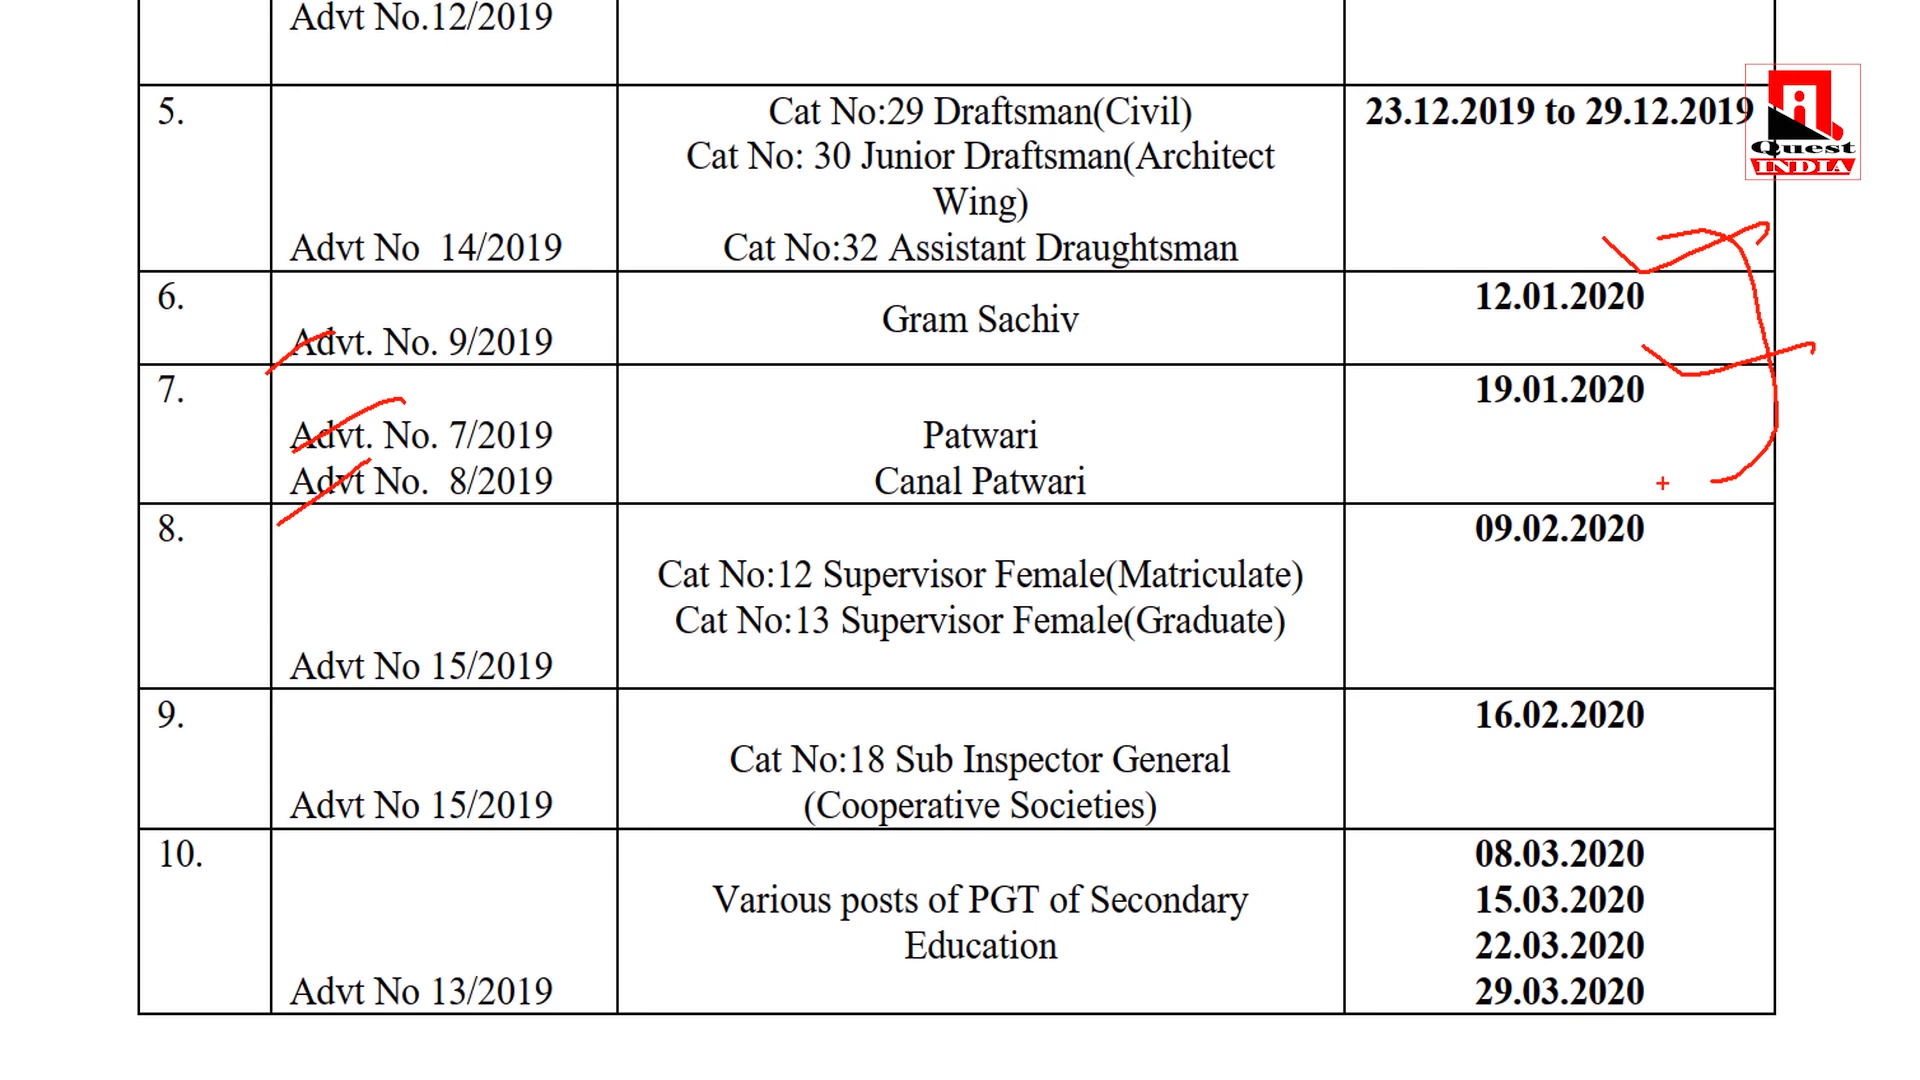 Advt No.12/2019
5.
Cat No:29 Draftsman(Civil)
23.12.2019 to 29.12.2019
Cat No: 30 Junior Draftsman(Architect
Wing)
Advt No 14/2019
Cat No:32 Assistant Draughtsman
6.
12.01.2020
Gram Sachiv
Advt. No. 9/2019
7.
19.01.2020
Advt. No. 7/2019
Patwari
Advt No. 8/2019
Canal Patwari
8.
09.02.2020
Cat No:12 Supervisor Female(Matriculate)
Cat No:13 Supervisor Female(Graduate)
Advt No 15/2019
9.
16.02.2020
Cat No:18 Sub Inspector General
Advt No 15/2019
(Cooperative Societies)
10.
08.03.2020
Various posts of PGT of Secondary
15.03.2020
Education
22.03.2020
Advt No 13/2019
29.03.2020
iQ
Quest
INDIA